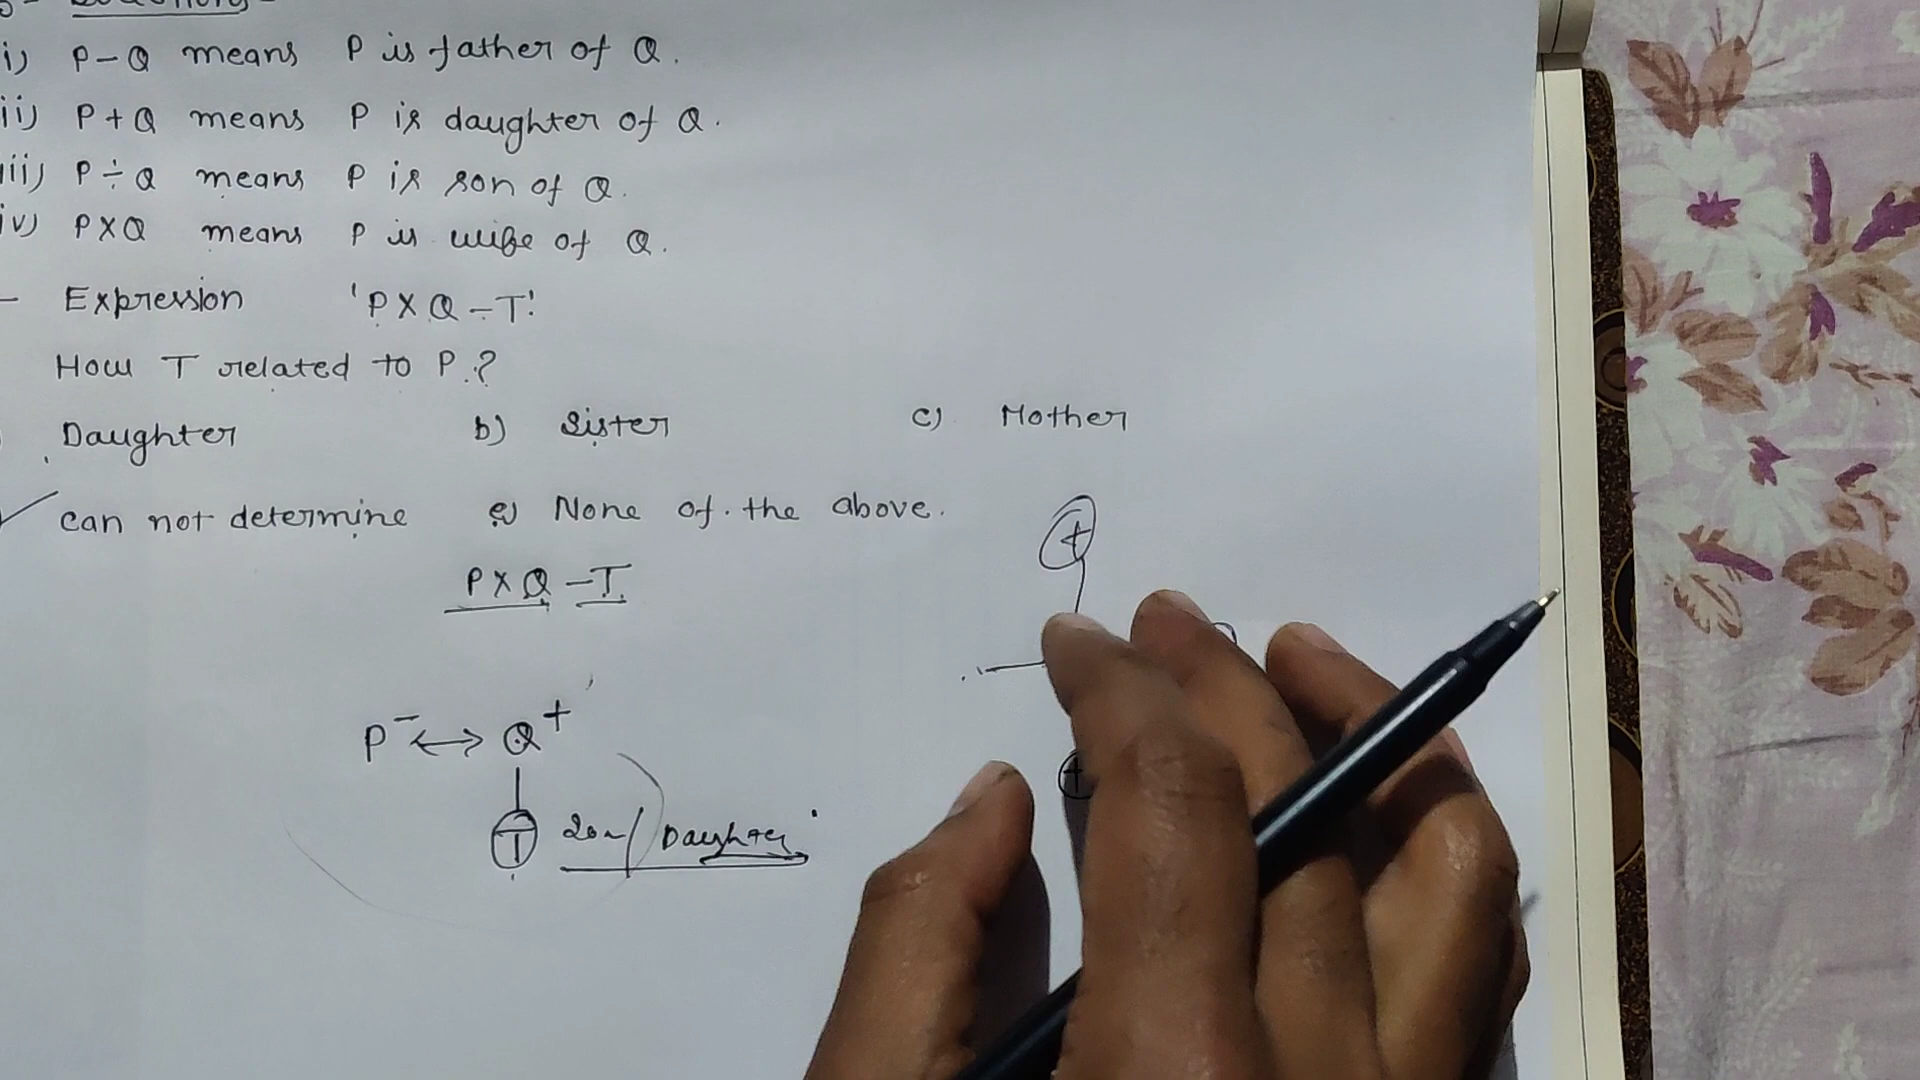 i) P – Q means P is father of Q.
ii) P + Q means P is daughter of Q.
iii) P ÷ Q means P is son of Q.
iv) P X Q means P is wife of Q.
– Expression 'P X Q – T'
How T related to P.?
Daughter b) Sister c) Mother
can not determine e) None of the above.
P X Q – T
P⁻ ↔ Q⁺
T son/Daughter